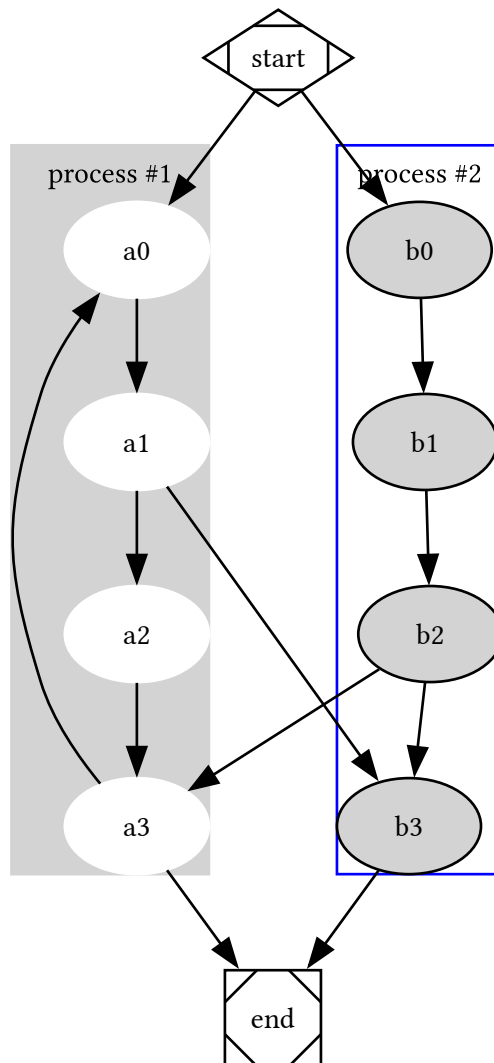 start
process #1
process #2
a0
b0
a1
b1
a2
b2
a3
b3
end